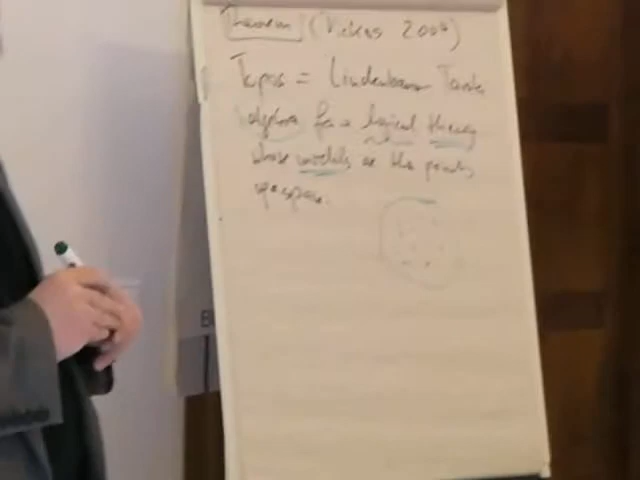 Theorem (Vickers 2004)
Topos = Lindenbaum Tarski
algebra for a logical theory
whose models are the points
of a space.
B